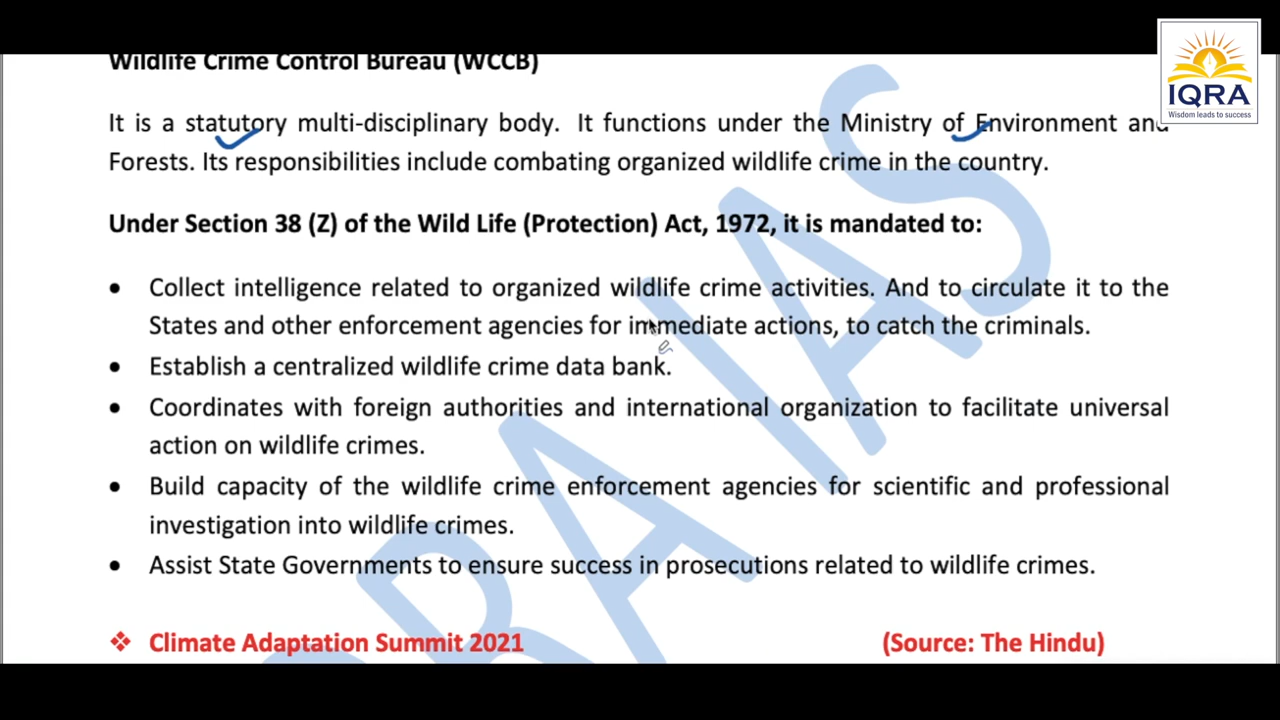 Wildlife Crime Control Bureau (WCCB)
IQRA
Wisdom leads to success
It is a statutory multi-disciplinary body. It functions under the Ministry of Environment and
Forests. Its responsibilities include combating organized wildlife crime in the country.
Under Section 38 (Z) of the Wild Life (Protection) Act, 1972, it is mandated to:
• Collect intelligence related to organized wildlife crime activities. And to circulate it to the
States and other enforcement agencies for immediate actions, to catch the criminals.
• Establish a centralized wildlife crime data bank.
• Coordinates with foreign authorities and international organization to facilitate universal
action on wildlife crimes.
• Build capacity of the wildlife crime enforcement agencies for scientific and professional
investigation into wildlife crimes.
• Assist State Governments to ensure success in prosecutions related to wildlife crimes.
❖ Climate Adaptation Summit 2021 (Source: The Hindu)
RA IAS